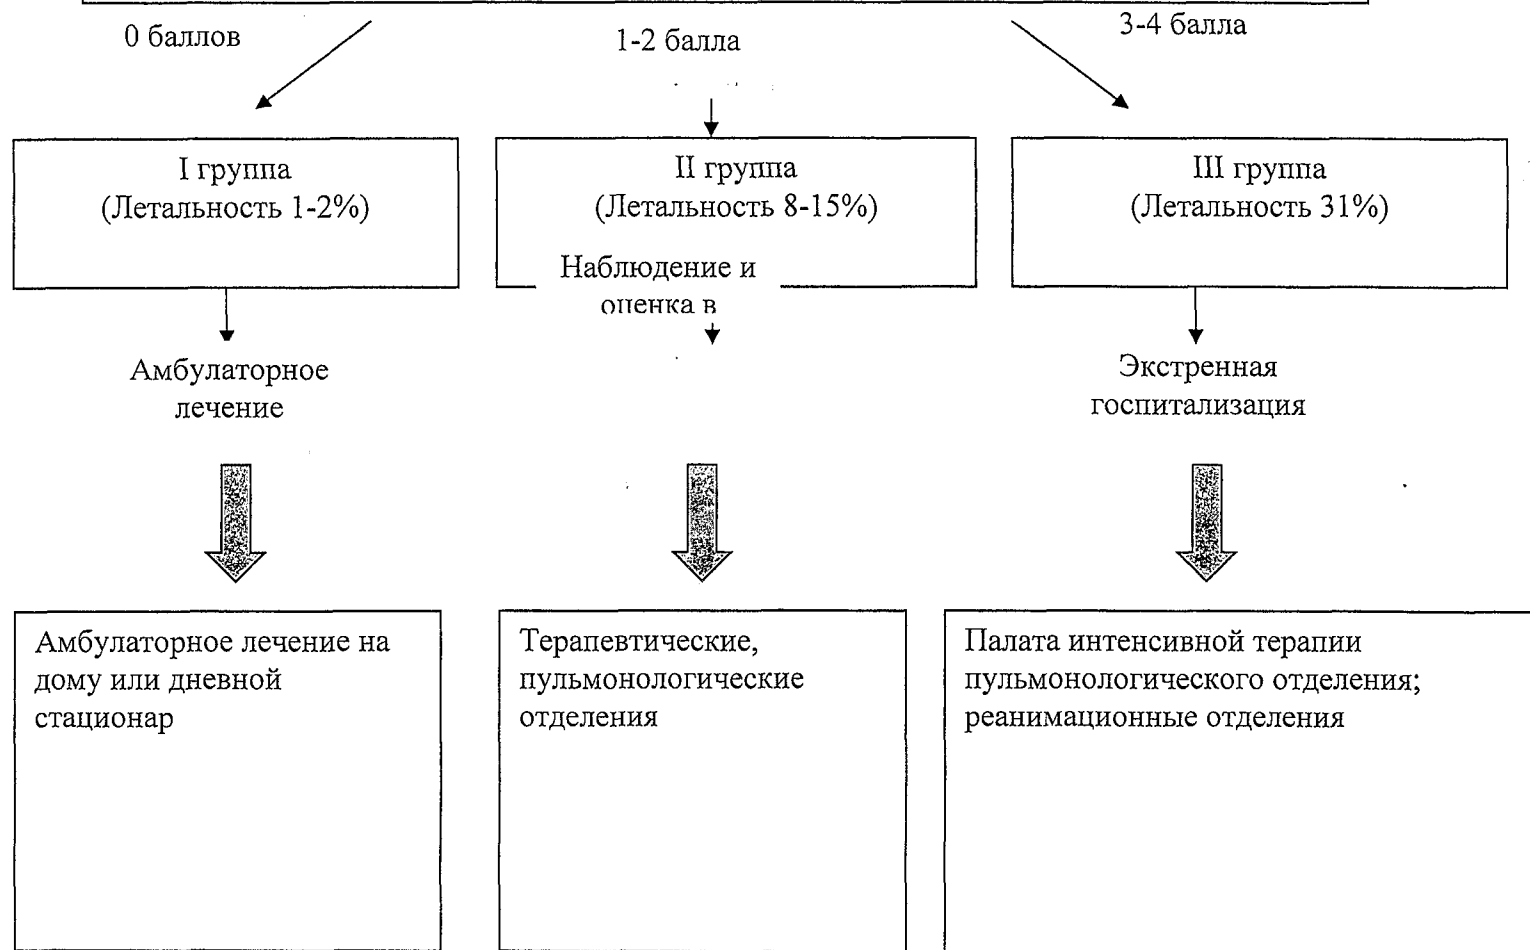 0 баллов
1-2 балла
3-4 балла
I группа
(Летальность 1-2%)
II группа
(Летальность 8-15%)
III группа
(Летальность 31%)
Наблюдение и
оценка в
Амбулаторное
лечение
Экстренная
госпитализация
Амбулаторное лечение на
дому или дневной
стационар
Терапевтические,
пульмонологические
отделения
Палата интенсивной терапии
пульмонологического отделения;
реанимационные отделения